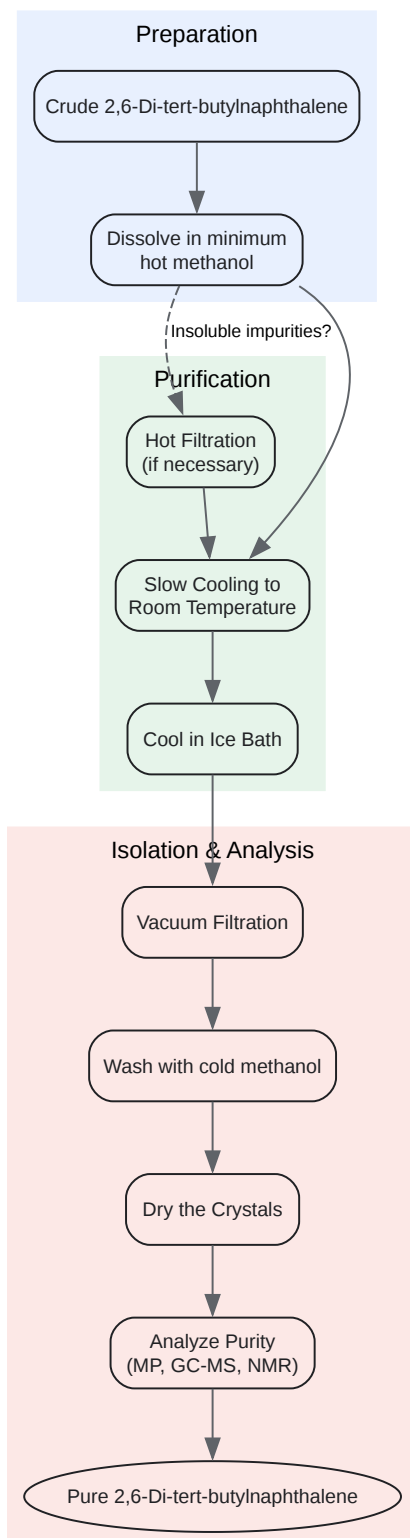 Preparation
Crude 2,6-Di-tert-butylnaphthalene
Dissolve in minimum
hot methanol
Insoluble impurities?
Purification
Hot Filtration
(if necessary)
Slow Cooling to
Room Temperature
Cool in Ice Bath
Isolation & Analysis
Vacuum Filtration
Wash with cold methanol
Dry the Crystals
Analyze Purity
(MP, GC-MS, NMR)
Pure 2,6-Di-tert-butylnaphthalene